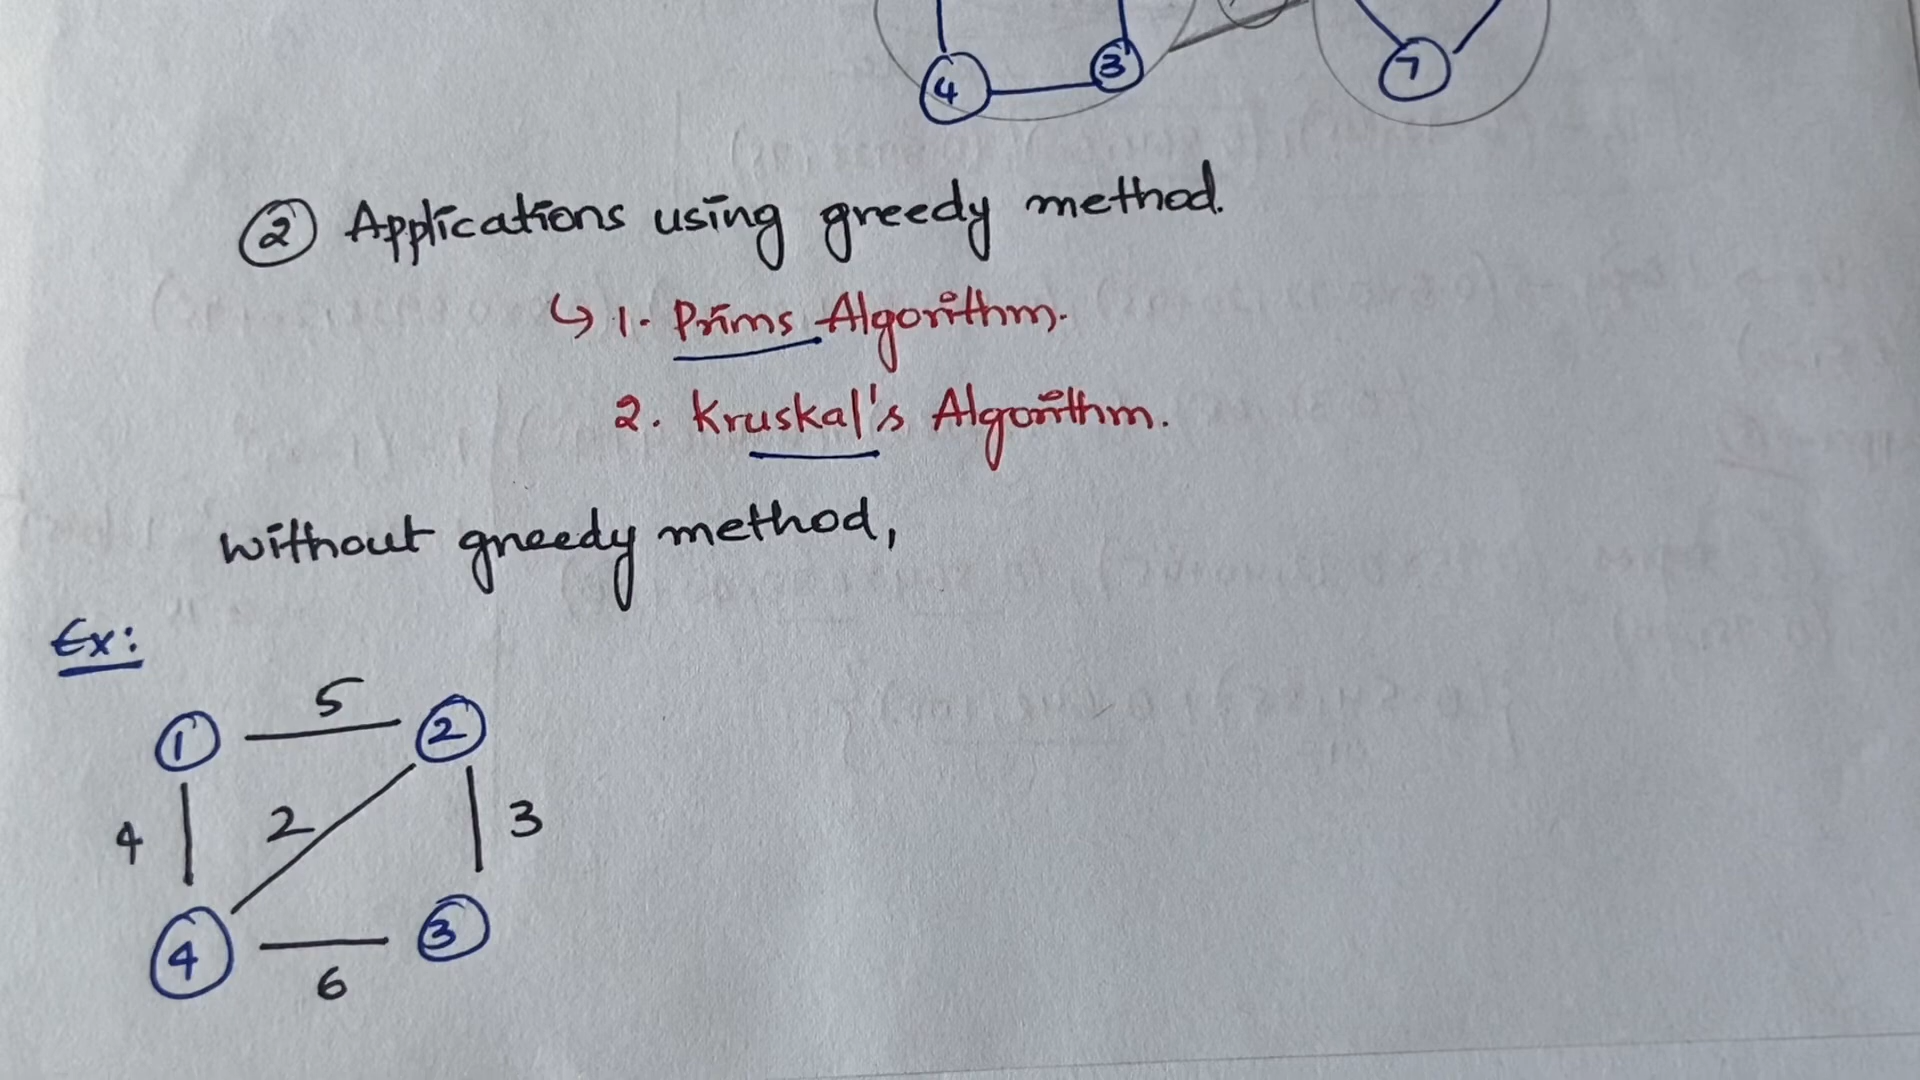 4 3 7
② Applications using greedy method.
↳ 1. Prims Algorithm.
2. Kruskal's Algorithm.
without greedy method,
Ex:
1 5 2
4 2 3
4 6 3